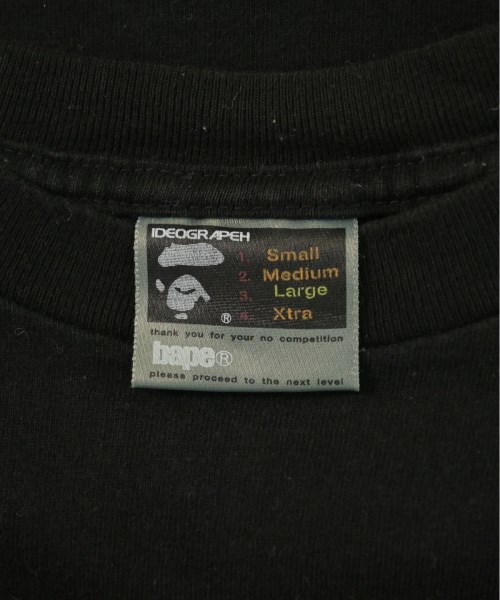 IDEOGRAPEH
1. Small
2. Medium
3. Large
4. Xtra
®
thank you for your no competition
bape®
please proceed to the next level